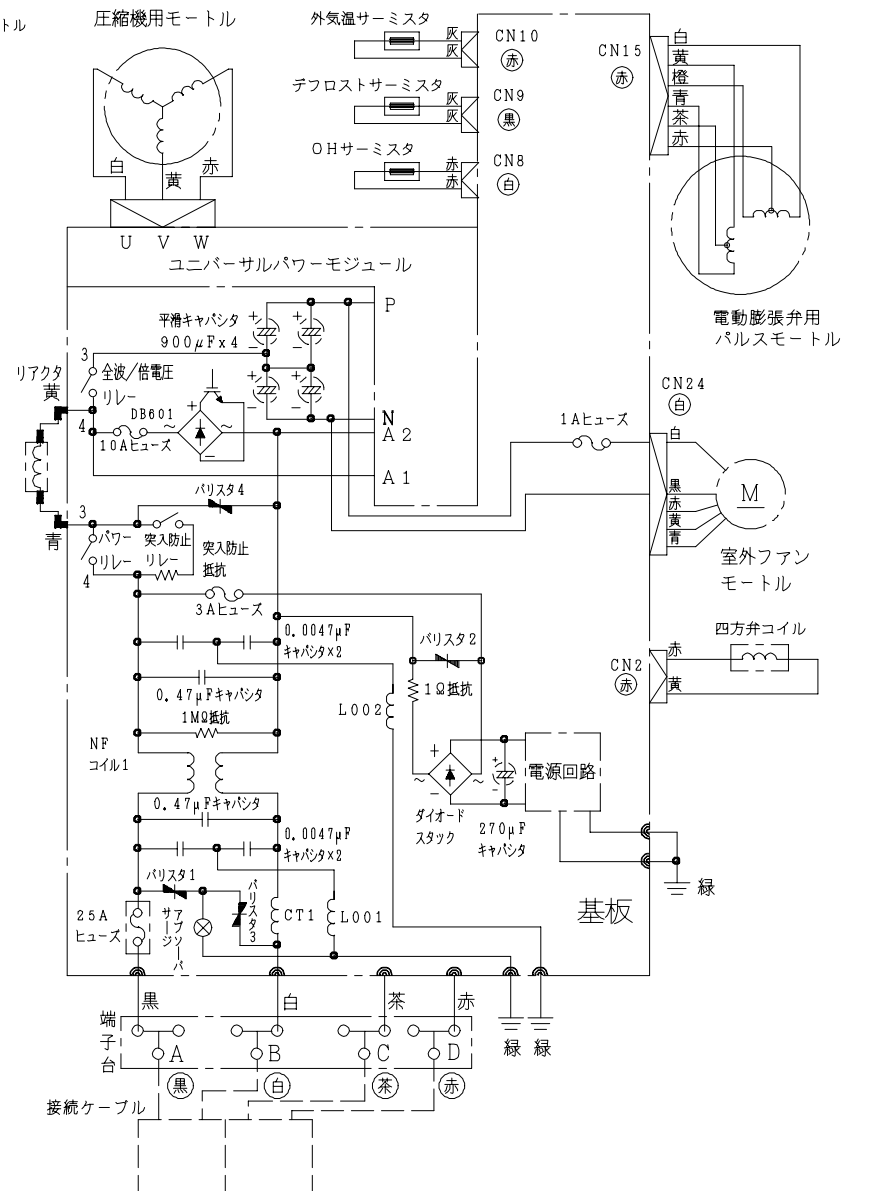 トル
圧縮機用モートル
外気温サーミスタ
灰
灰
CN10
赤
デフロストサーミスタ
灰
灰
CN9
黒
OHサーミスタ
赤
赤
CN8
白
CN15
赤
白
黄
橙
青
茶
赤
電動膨張弁用
パルスモートル
白
黄
赤
U V W
ユニバーサルパワーモジュール
平滑キャパシタ
900μFx4
P
N
A2
A1
3
全波/倍電圧
リレー
4
リアクタ
黄
DB601
10Aヒューズ
青
バリスタ4
3
パワー
リレー
4
突入防止
リレー
突入防止
抵抗
3Aヒューズ
1Aヒューズ
CN24
白
白
黒
赤
黄
青
M
室外ファン
モートル
0.0047μF
キャパシタ×2
0.47μFキャパシタ
1MΩ抵抗
NF
コイル1
0.47μFキャパシタ
0.0047μF
キャパシタ×2
L002
バリスタ2
1Ω抵抗
ダイオード
スタック
270μF
キャパシタ
電源回路
CN2
赤
赤
黄
四方弁コイル
緑
基板
バリスタ1
25A
ヒューズ
サージ
アブソーバ
バリスタ3
CT1
L001
黒
白
茶
赤
緑
緑
端子台
A
B
C
D
黒
白
茶
赤
接続ケーブル